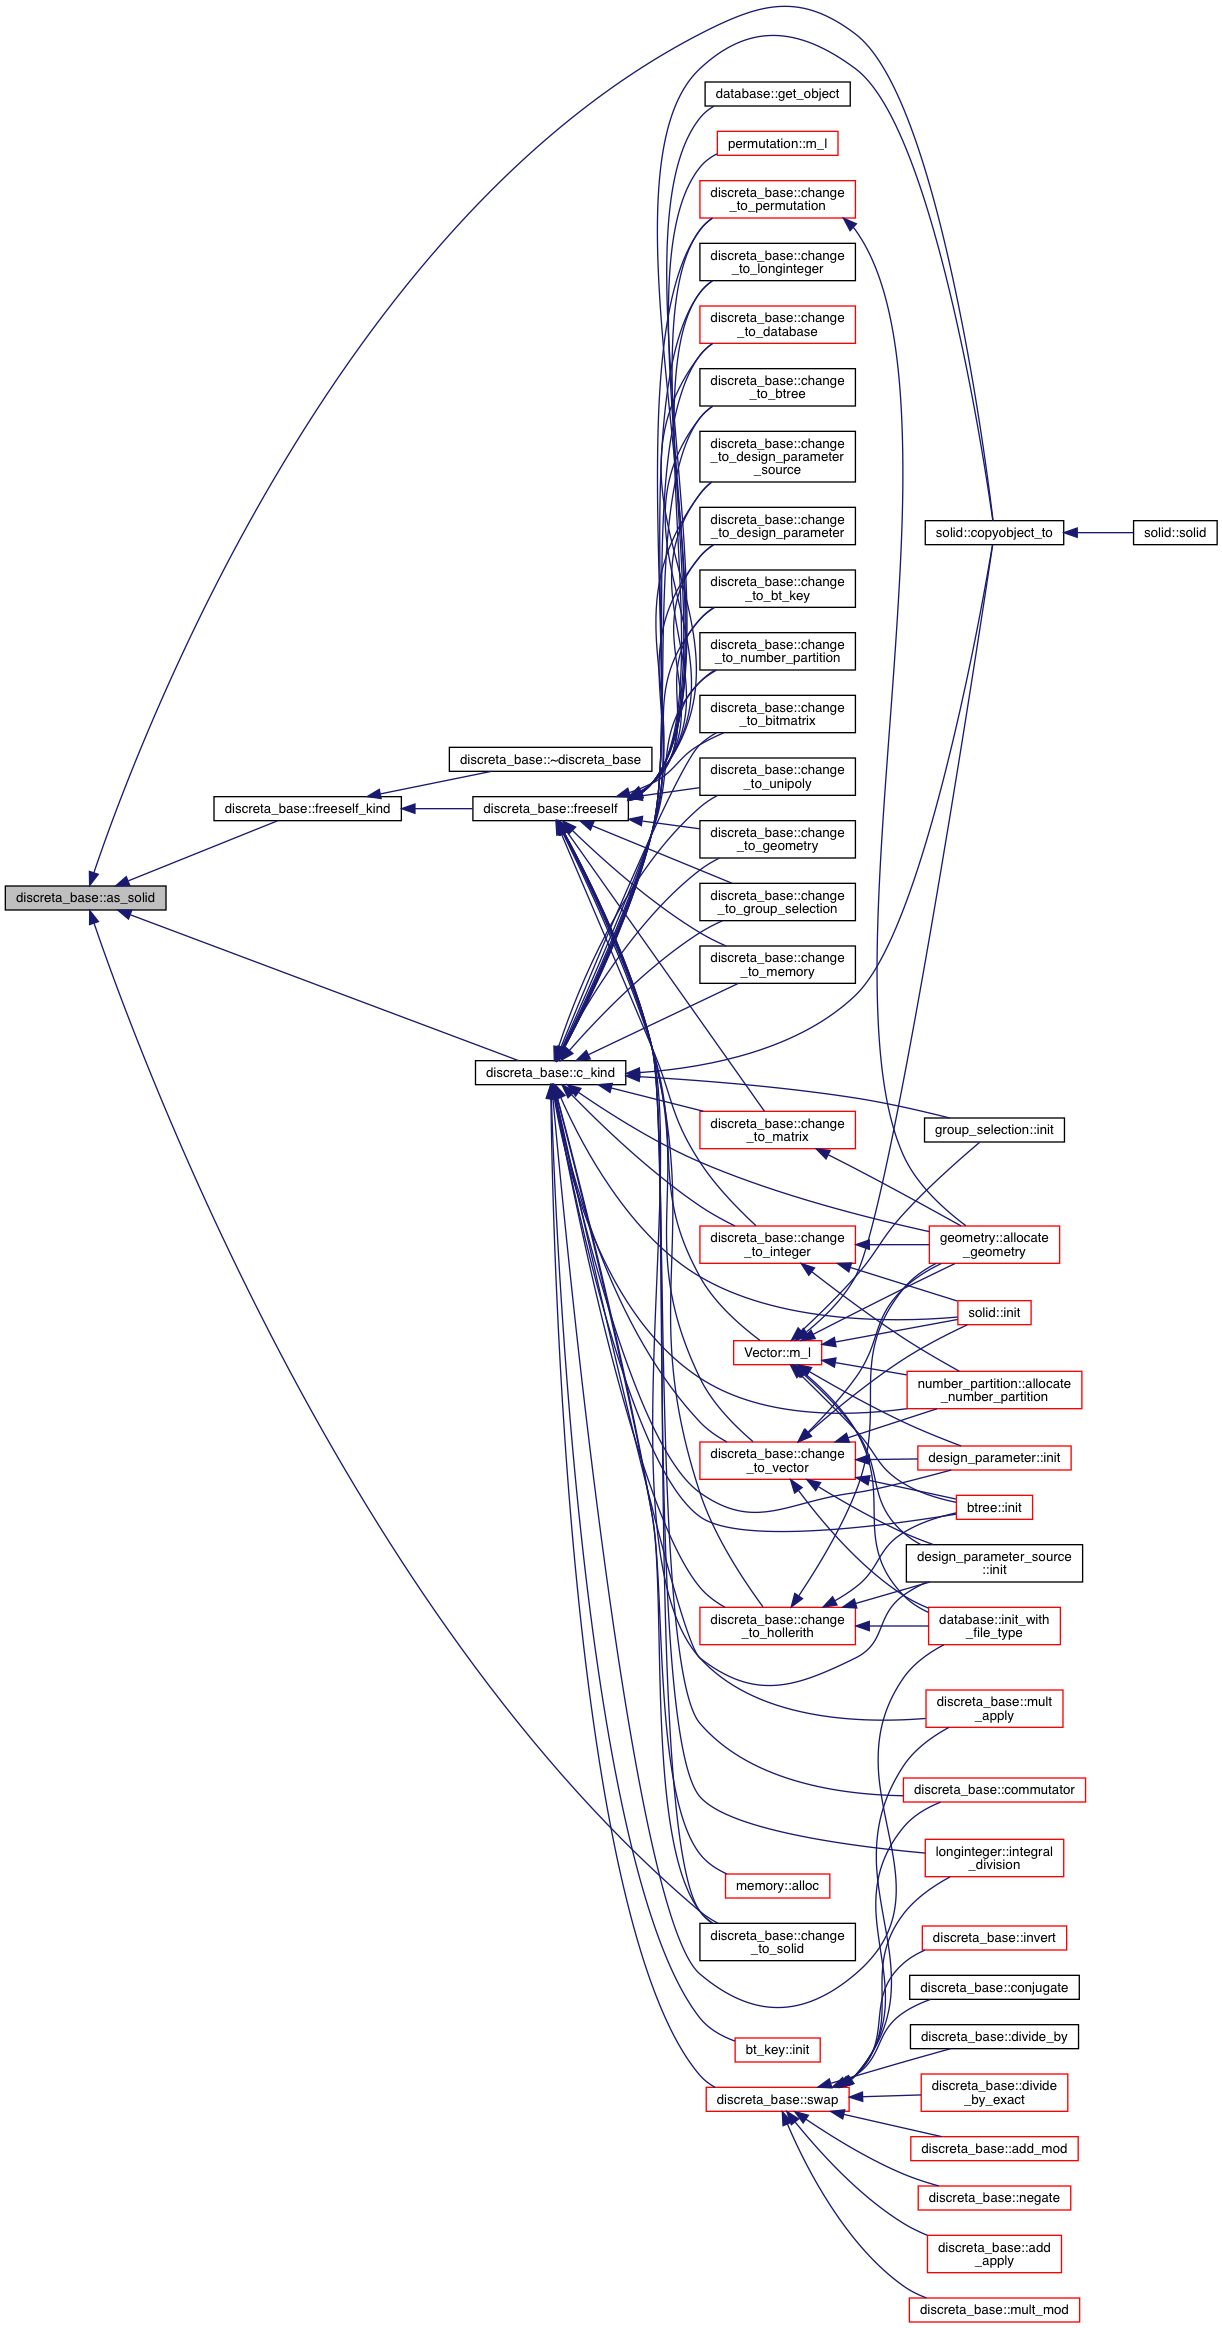 database::get_object
permutation::m_l
discreta_base::change
_to_permutation
discreta_base::change
_to_longinteger
discreta_base::change
_to_database
discreta_base::change
_to_btree
discreta_base::change
_to_design_parameter
_source
discreta_base::change
_to_design_parameter
solid::copyobject_to
solid::solid
discreta_base::change
_to_bt_key
discreta_base::change
_to_number_partition
discreta_base::change
_to_bitmatrix
discreta_base::~discreta_base
discreta_base::change
_to_unipoly
discreta_base::freeself_kind
discreta_base::freeself
discreta_base::change
_to_geometry
discreta_base::as_solid
discreta_base::change
_to_group_selection
discreta_base::change
_to_memory
discreta_base::c_kind
discreta_base::change
_to_matrix
group_selection::init
discreta_base::change
_to_integer
geometry::allocate
_geometry
solid::init
Vector::m_l
number_partition::allocate
_number_partition
discreta_base::change
_to_vector
design_parameter::init
btree::init
design_parameter_source
::init
discreta_base::change
_to_hollerith
database::init_with
_file_type
discreta_base::mult
_apply
discreta_base::commutator
longinteger::integral
_division
memory::alloc
discreta_base::change
_to_solid
discreta_base::invert
discreta_base::conjugate
discreta_base::divide_by
bt_key::init
discreta_base::swap
discreta_base::divide
_by_exact
discreta_base::add_mod
discreta_base::negate
discreta_base::add
_apply
discreta_base::mult_mod